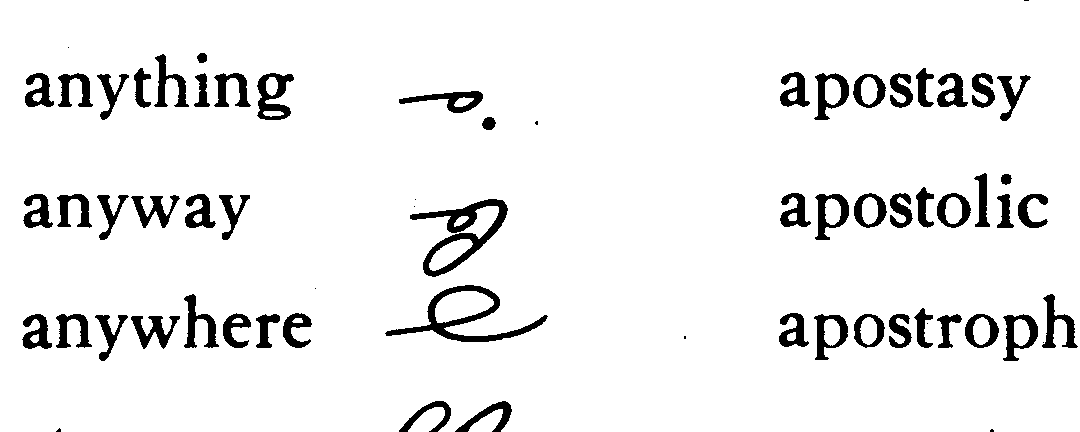 anything apostasy
anyway apostolic
anywhere apostroph